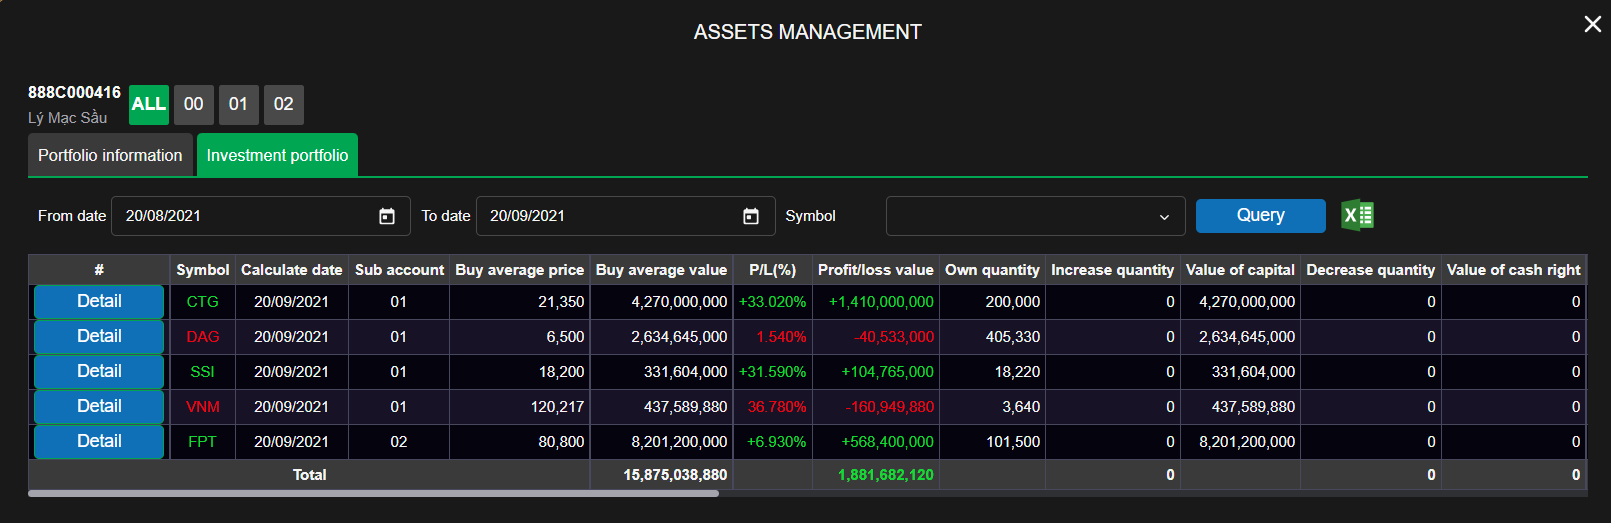 ASSETS MANAGEMENT
888C000416 ALL 00 01 02
Lý Mạc Sầu
Portfolio information Investment portfolio
From date 20/08/2021 To date 20/09/2021 Symbol Query
# Symbol Calculate date Sub account Buy average price Buy average value P/L(%) Profit/loss value Own quantity Increase quantity Value of capital Decrease quantity Value of cash right
Detail CTG 20/09/2021 01 21,350 4,270,000,000 +33.020% +1,410,000,000 200,000 0 4,270,000,000 0 0
Detail DAG 20/09/2021 01 6,500 2,634,645,000 1.540% -40,533,000 405,330 0 2,634,645,000 0 0
Detail SSI 20/09/2021 01 18,200 331,604,000 +31.590% +104,765,000 18,220 0 331,604,000 0 0
Detail VNM 20/09/2021 01 120,217 437,589,880 36.780% -160,949,880 3,640 0 437,589,880 0 0
Detail FPT 20/09/2021 02 80,800 8,201,200,000 +6.930% +568,400,000 101,500 0 8,201,200,000 0 0
Total 15,875,038,880 1,881,682,120 0 0 0